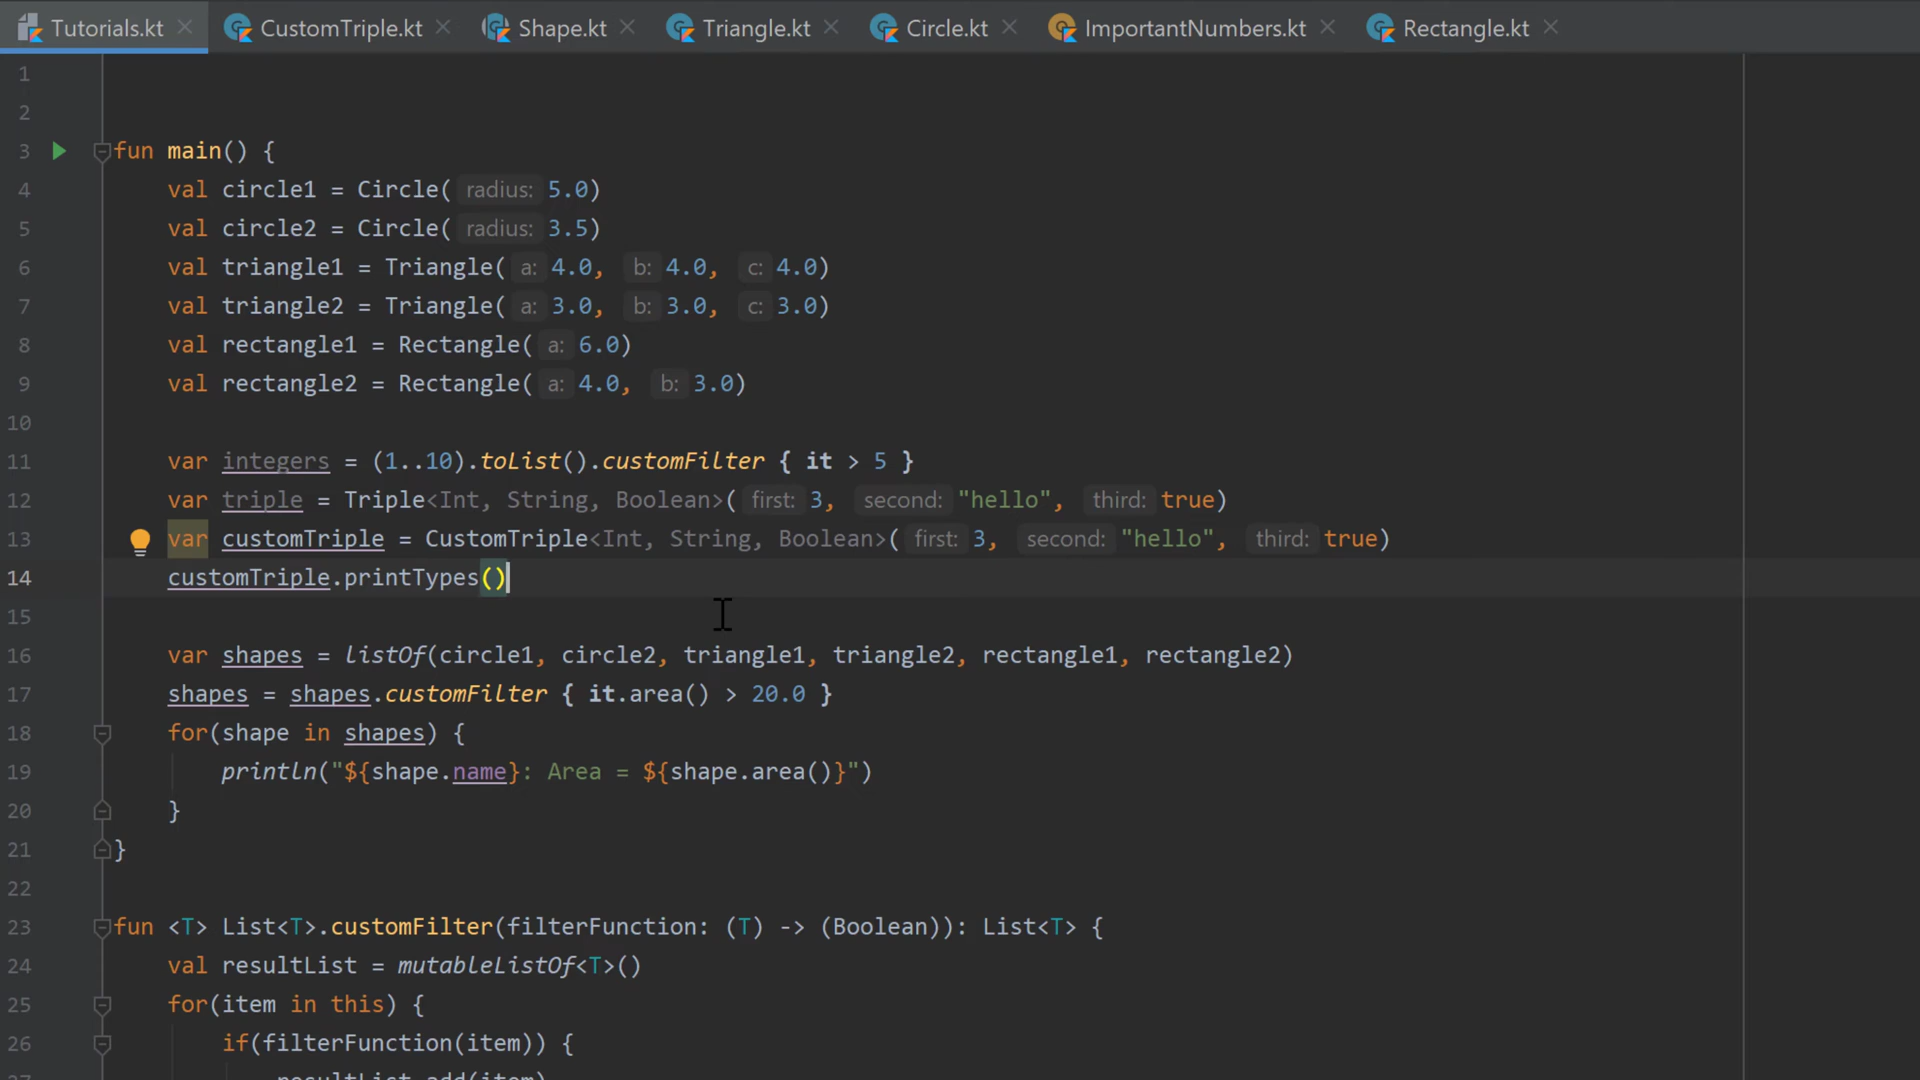 Tutorials.kt CustomTriple.kt Shape.kt Triangle.kt Circle.kt ImportantNumbers.kt Rectangle.kt
1
2
3 fun main() {
4 val circle1 = Circle( radius: 5.0)
5 val circle2 = Circle( radius: 3.5)
6 val triangle1 = Triangle( a: 4.0, b: 4.0, c: 4.0)
7 val triangle2 = Triangle( a: 3.0, b: 3.0, c: 3.0)
8 val rectangle1 = Rectangle( a: 6.0)
9 val rectangle2 = Rectangle( a: 4.0, b: 3.0)
10
11 var integers = (1..10).toList().customFilter { it > 5 }
12 var triple = Triple<Int, String, Boolean>( first: 3, second: "hello", third: true)
13 var customTriple = CustomTriple<Int, String, Boolean>( first: 3, second: "hello", third: true)
14 customTriple.printTypes()
15
16 var shapes = listOf(circle1, circle2, triangle1, triangle2, rectangle1, rectangle2)
17 shapes = shapes.customFilter { it.area() > 20.0 }
18 for(shape in shapes) {
19 println("${shape.name}: Area = ${shape.area()}")
20 }
21 }
22
23 fun <T> List<T>.customFilter(filterFunction: (T) -> (Boolean)): List<T> {
24 val resultList = mutableListOf<T>()
25 for(item in this) {
26 if(filterFunction(item)) {
27 resultList.add(item)